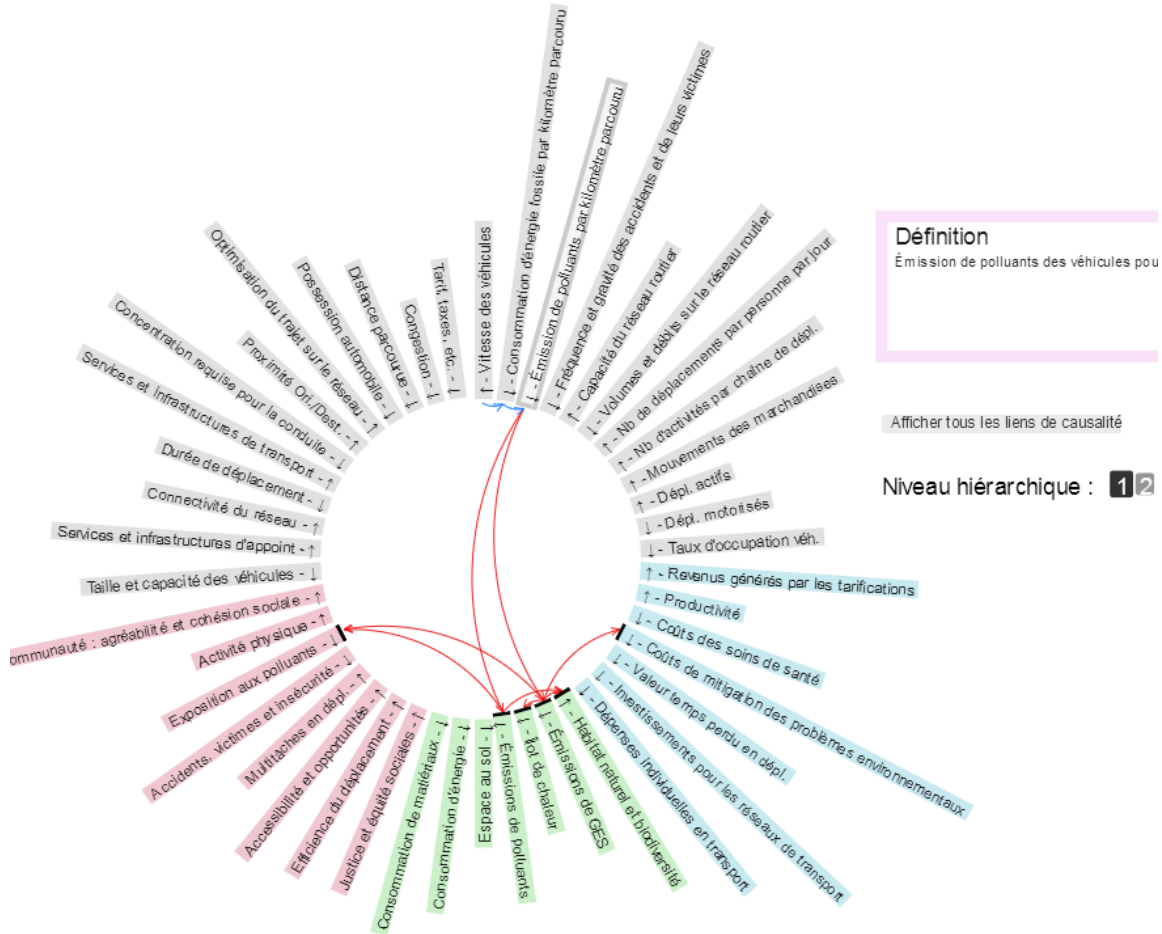 ↑ - Vitesse des véhicules
↓ - Consommation d'énergie fossile par kilomètre parcouru
↓ - Émission de polluants par kilomètre parcouru
↓ - Fréquence et gravité des accidents et de leurs victimes
↑ - Capacité du réseau routier
↓ - Volumes et débits sur le réseau routier
↑ - Nb de déplacements par personne par jour
↑ - Nb d'activités par chaîne de dépl.
↑ - Mouvements des marchandises
↑ - Dépl. actifs
↓ - Dépl. motorisés
↓ - Taux d'occupation véh.
↑ - Revenus générés par les tarifications
↑ - Productivité
↓ - Coûts des soins de santé
↓ - Coûts de mitigation des problèmes environnementaux
↓ - Valeur temps perdu en dépl.
↓ - Investissements pour les réseaux de transport
↓ - Dépenses individuelles en transport
↑ - Habitat naturel et biodiversité
↓ - Émissions de GES
↓ - Îlot de chaleur
↓ - Émissions de polluants
Espace au sol - ↓
Consommation d'énergie - ↓
Consommation de matériaux - ↓
Justice et équité sociales - ↑
Efficience du déplacement - ↑
Accessibilité et opportunités - ↑
Multitâches en dépl. - ↑
Accidents, victimes et insécurité - ↓
Exposition aux polluants - ↓
Activité physique - ↑
ommunauté : agréabilité et cohésion sociale - ↑
Taille et capacité des véhicules - ↓
Services et infrastructures d'appoint - ↑
Connectivité du réseau - ↑
Durée de déplacement - ↓
Services et infrastructures de transport - ↑
Concentration requise pour la conduite - ↓
Proximité Ori./Dest. - ↑
Optimisation du trajet sur le réseau - ↑
Possession automobile - ↓
Distance parcourue - ↓
Congestion - ↓
Tarif, taxes, etc. - ↓
Définition
Émission de polluants des véhicules pou
Afficher tous les liens de causalité
Niveau hiérarchique : 1 2